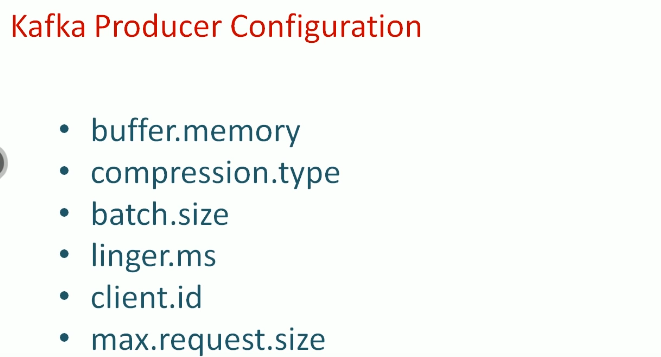 Kafka Producer Configuration
• buffer.memory
• compression.type
• batch.size
• linger.ms
• client.id
• max.request.size